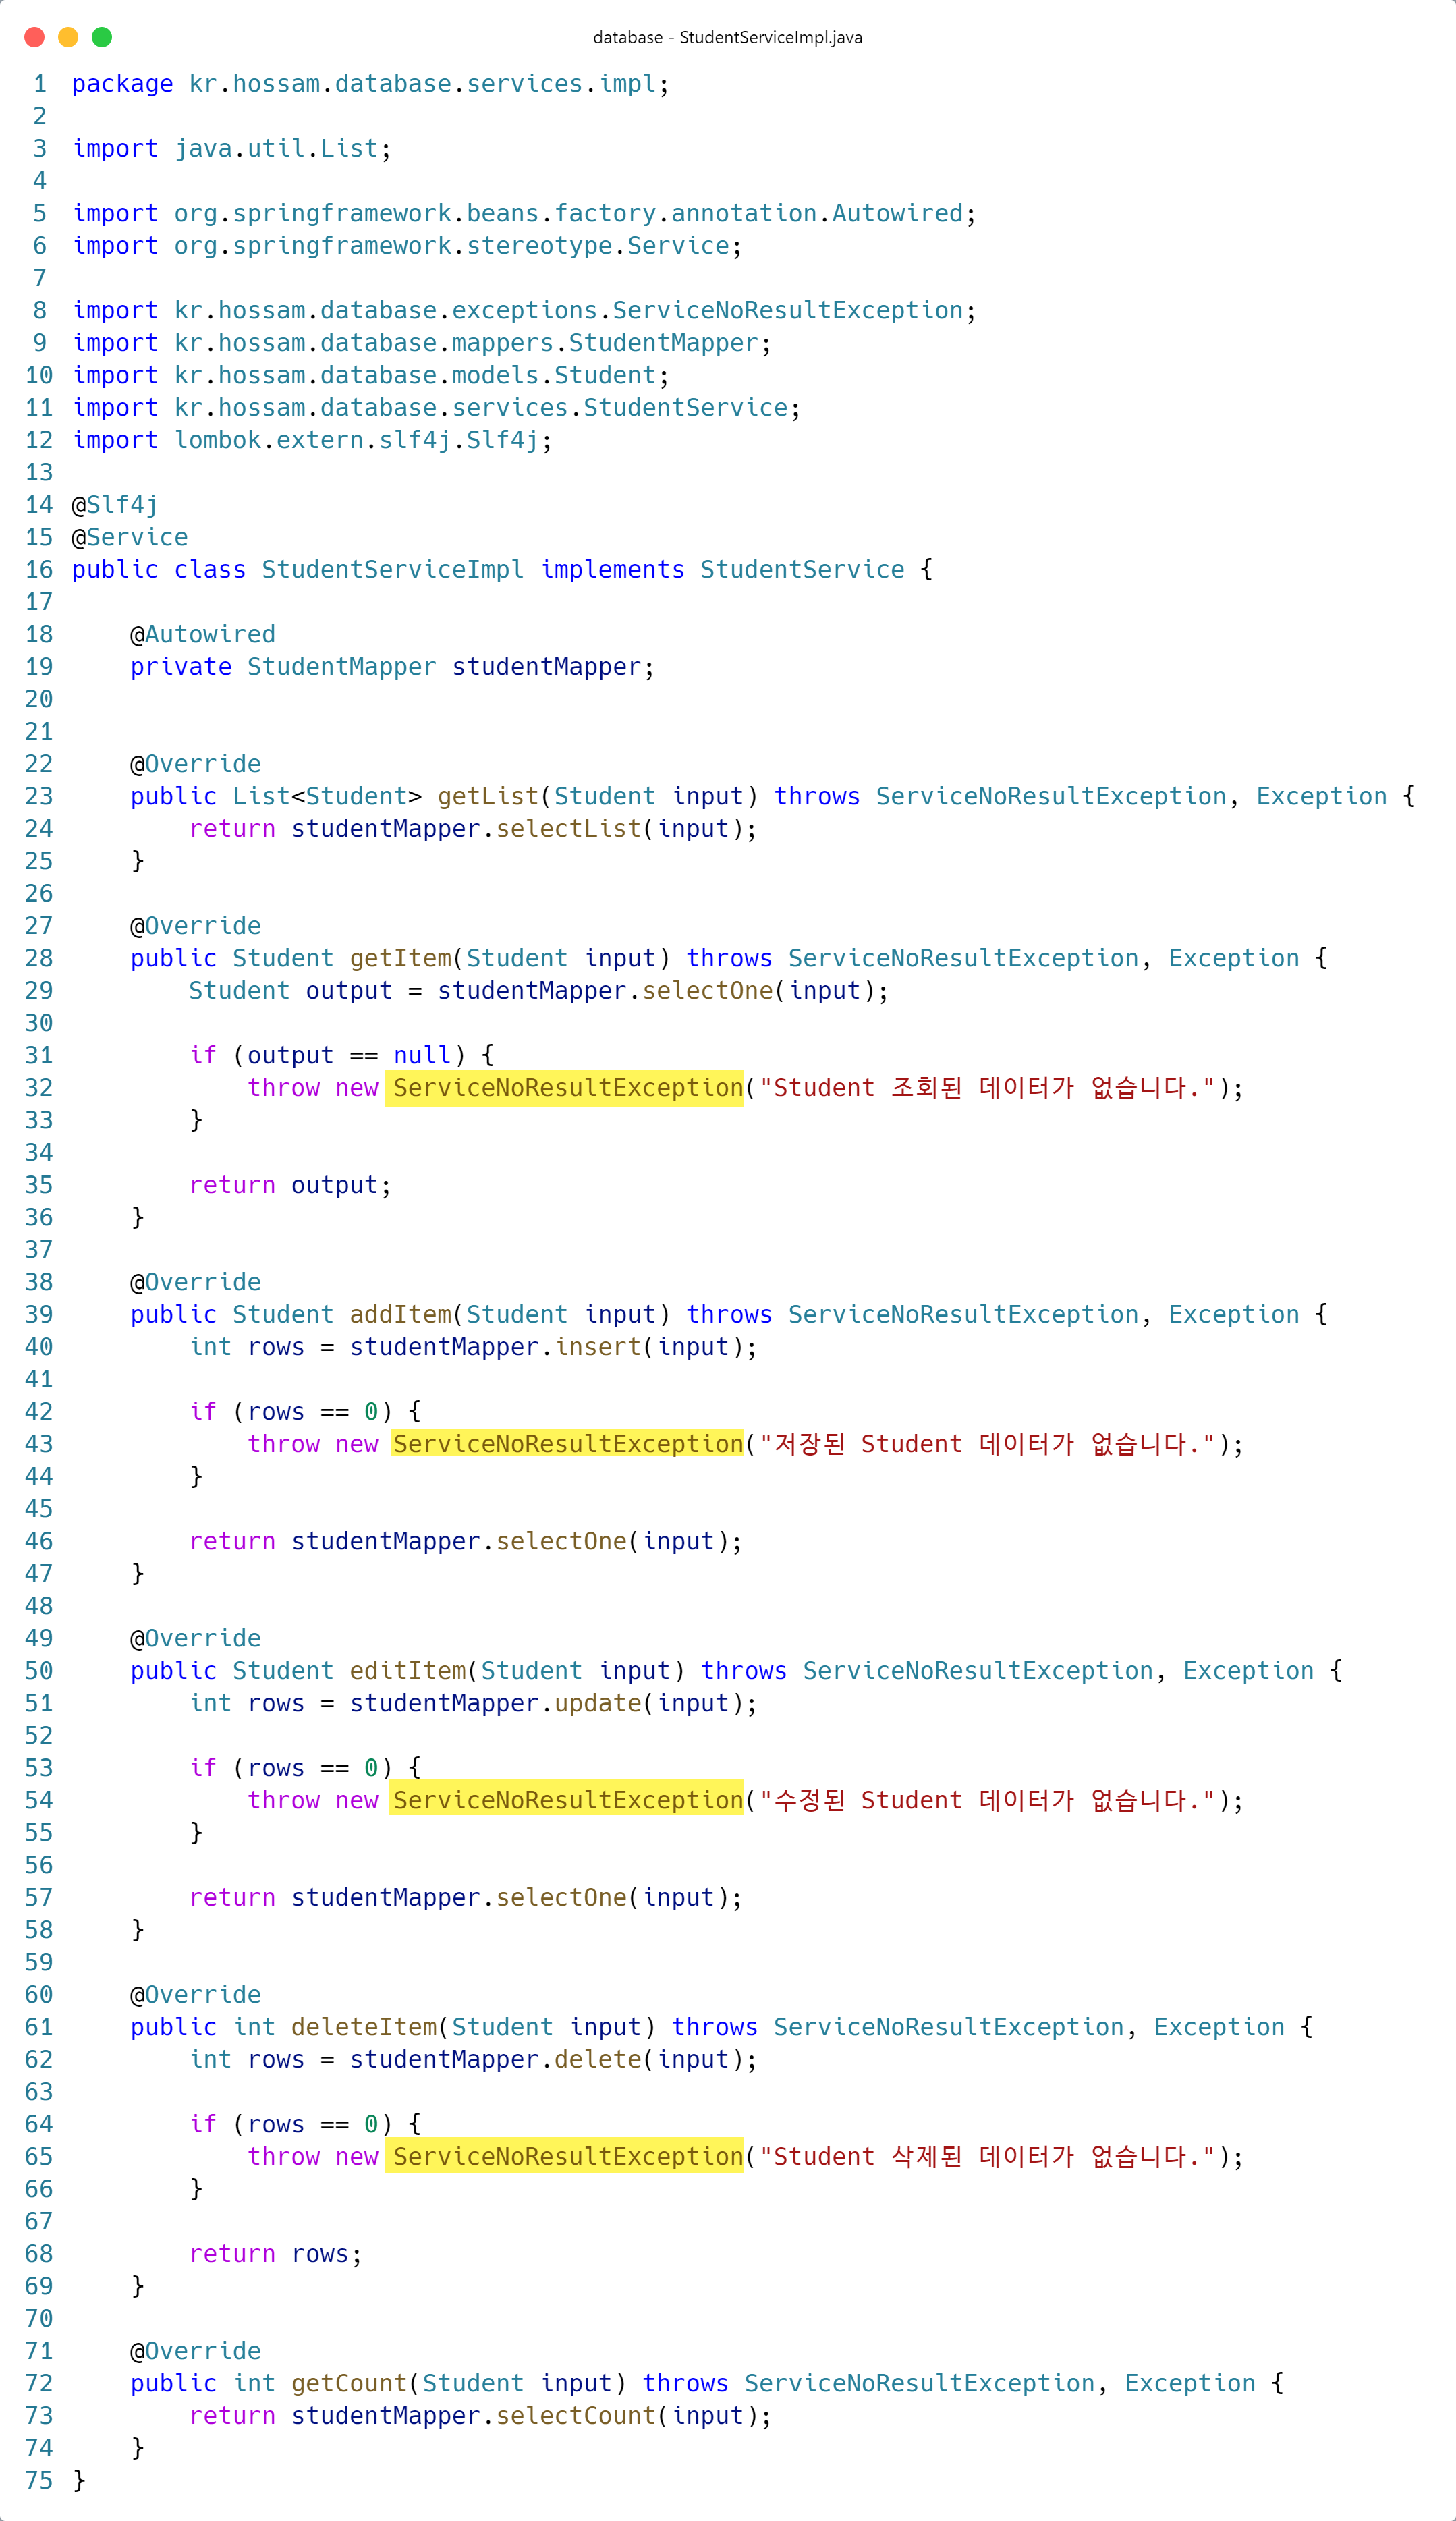 database - StudentServiceImpl.java
1 package kr.hossam.database.services.impl;
2
3 import java.util.List;
4
5 import org.springframework.beans.factory.annotation.Autowired;
6 import org.springframework.stereotype.Service;
7
8 import kr.hossam.database.exceptions.ServiceNoResultException;
9 import kr.hossam.database.mappers.StudentMapper;
10 import kr.hossam.database.models.Student;
11 import kr.hossam.database.services.StudentService;
12 import lombok.extern.slf4j.Slf4j;
13
14 @Slf4j
15 @Service
16 public class StudentServiceImpl implements StudentService {
17
18     @Autowired
19     private StudentMapper studentMapper;
20
21
22     @Override
23     public List<Student> getList(Student input) throws ServiceNoResultException, Exception {
24         return studentMapper.selectList(input);
25     }
26
27     @Override
28     public Student getItem(Student input) throws ServiceNoResultException, Exception {
29         Student output = studentMapper.selectOne(input);
30
31         if (output == null) {
32             throw new ServiceNoResultException("Student 조회된 데이터가 없습니다.");
33         }
34
35         return output;
36     }
37
38     @Override
39     public Student addItem(Student input) throws ServiceNoResultException, Exception {
40         int rows = studentMapper.insert(input);
41
42         if (rows == 0) {
43             throw new ServiceNoResultException("저장된 Student 데이터가 없습니다.");
44         }
45
46         return studentMapper.selectOne(input);
47     }
48
49     @Override
50     public Student editItem(Student input) throws ServiceNoResultException, Exception {
51         int rows = studentMapper.update(input);
52
53         if (rows == 0) {
54             throw new ServiceNoResultException("수정된 Student 데이터가 없습니다.");
55         }
56
57         return studentMapper.selectOne(input);
58     }
59
60     @Override
61     public int deleteItem(Student input) throws ServiceNoResultException, Exception {
62         int rows = studentMapper.delete(input);
63
64         if (rows == 0) {
65             throw new ServiceNoResultException("Student 삭제된 데이터가 없습니다.");
66         }
67
68         return rows;
69     }
70
71     @Override
72     public int getCount(Student input) throws ServiceNoResultException, Exception {
73         return studentMapper.selectCount(input);
74     }
75 }